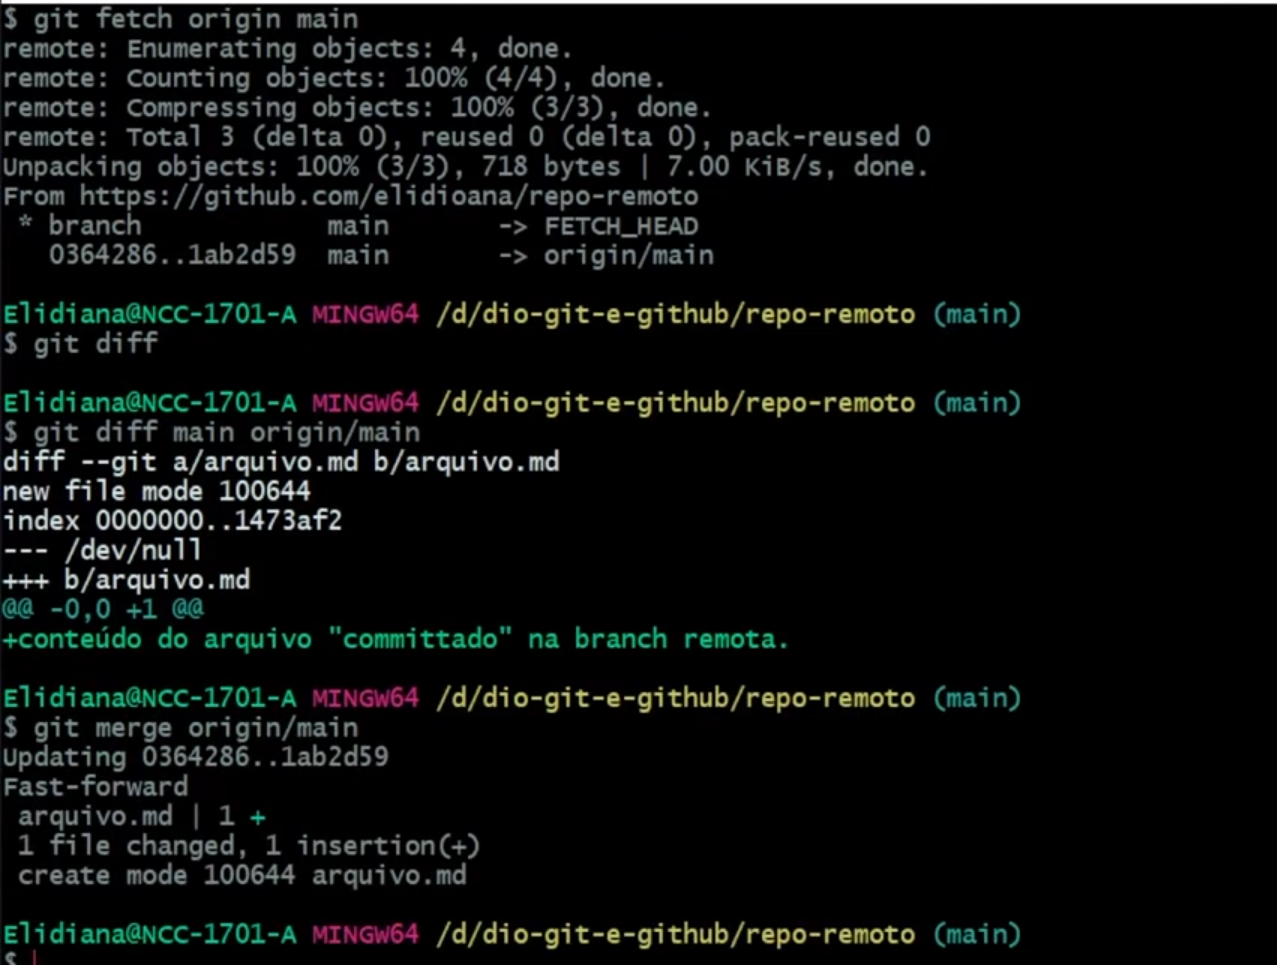 $ git fetch origin main
remote: Enumerating objects: 4, done.
remote: Counting objects: 100% (4/4), done.
remote: Compressing objects: 100% (3/3), done.
remote: Total 3 (delta 0), reused 0 (delta 0), pack-reused 0
Unpacking objects: 100% (3/3), 718 bytes | 7.00 KiB/s, done.
From https://github.com/elidioana/repo-remoto
 * branch            main       -> FETCH_HEAD
   0364286..1ab2d59  main       -> origin/main
Elidiana@NCC-1701-A MINGW64 /d/dio-git-e-github/repo-remoto (main)
$ git diff
Elidiana@NCC-1701-A MINGW64 /d/dio-git-e-github/repo-remoto (main)
$ git diff main origin/main
diff --git a/arquivo.md b/arquivo.md
new file mode 100644
index 0000000..1473af2
--- /dev/null
+++ b/arquivo.md
@@ -0,0 +1 @@
+conteúdo do arquivo "committado" na branch remota.
Elidiana@NCC-1701-A MINGW64 /d/dio-git-e-github/repo-remoto (main)
$ git merge origin/main
Updating 0364286..1ab2d59
Fast-forward
 arquivo.md | 1 +
 1 file changed, 1 insertion(+)
 create mode 100644 arquivo.md
Elidiana@NCC-1701-A MINGW64 /d/dio-git-e-github/repo-remoto (main)
$